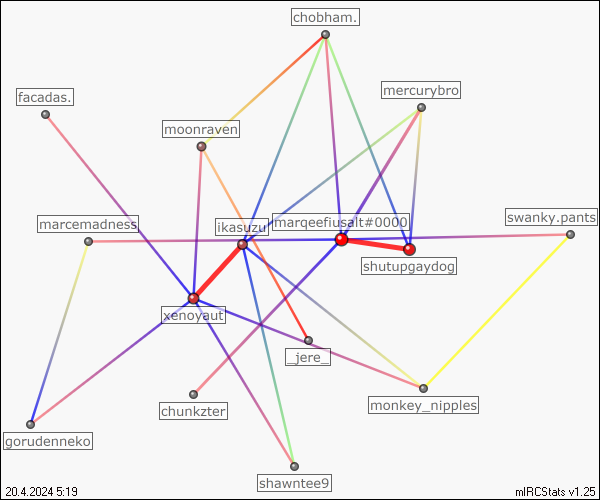 chobham.
mercurybro
facadas.
moonraven
swanky.pants
marcemadness
ikasuzu
marqeefiusalt#0000
shutupgaydog
xenoyaut
_jere_
monkey_nipples
chunkzter
gorudenneko
shawntee9
20.4.2024 5:19
mIRCStats v1.25